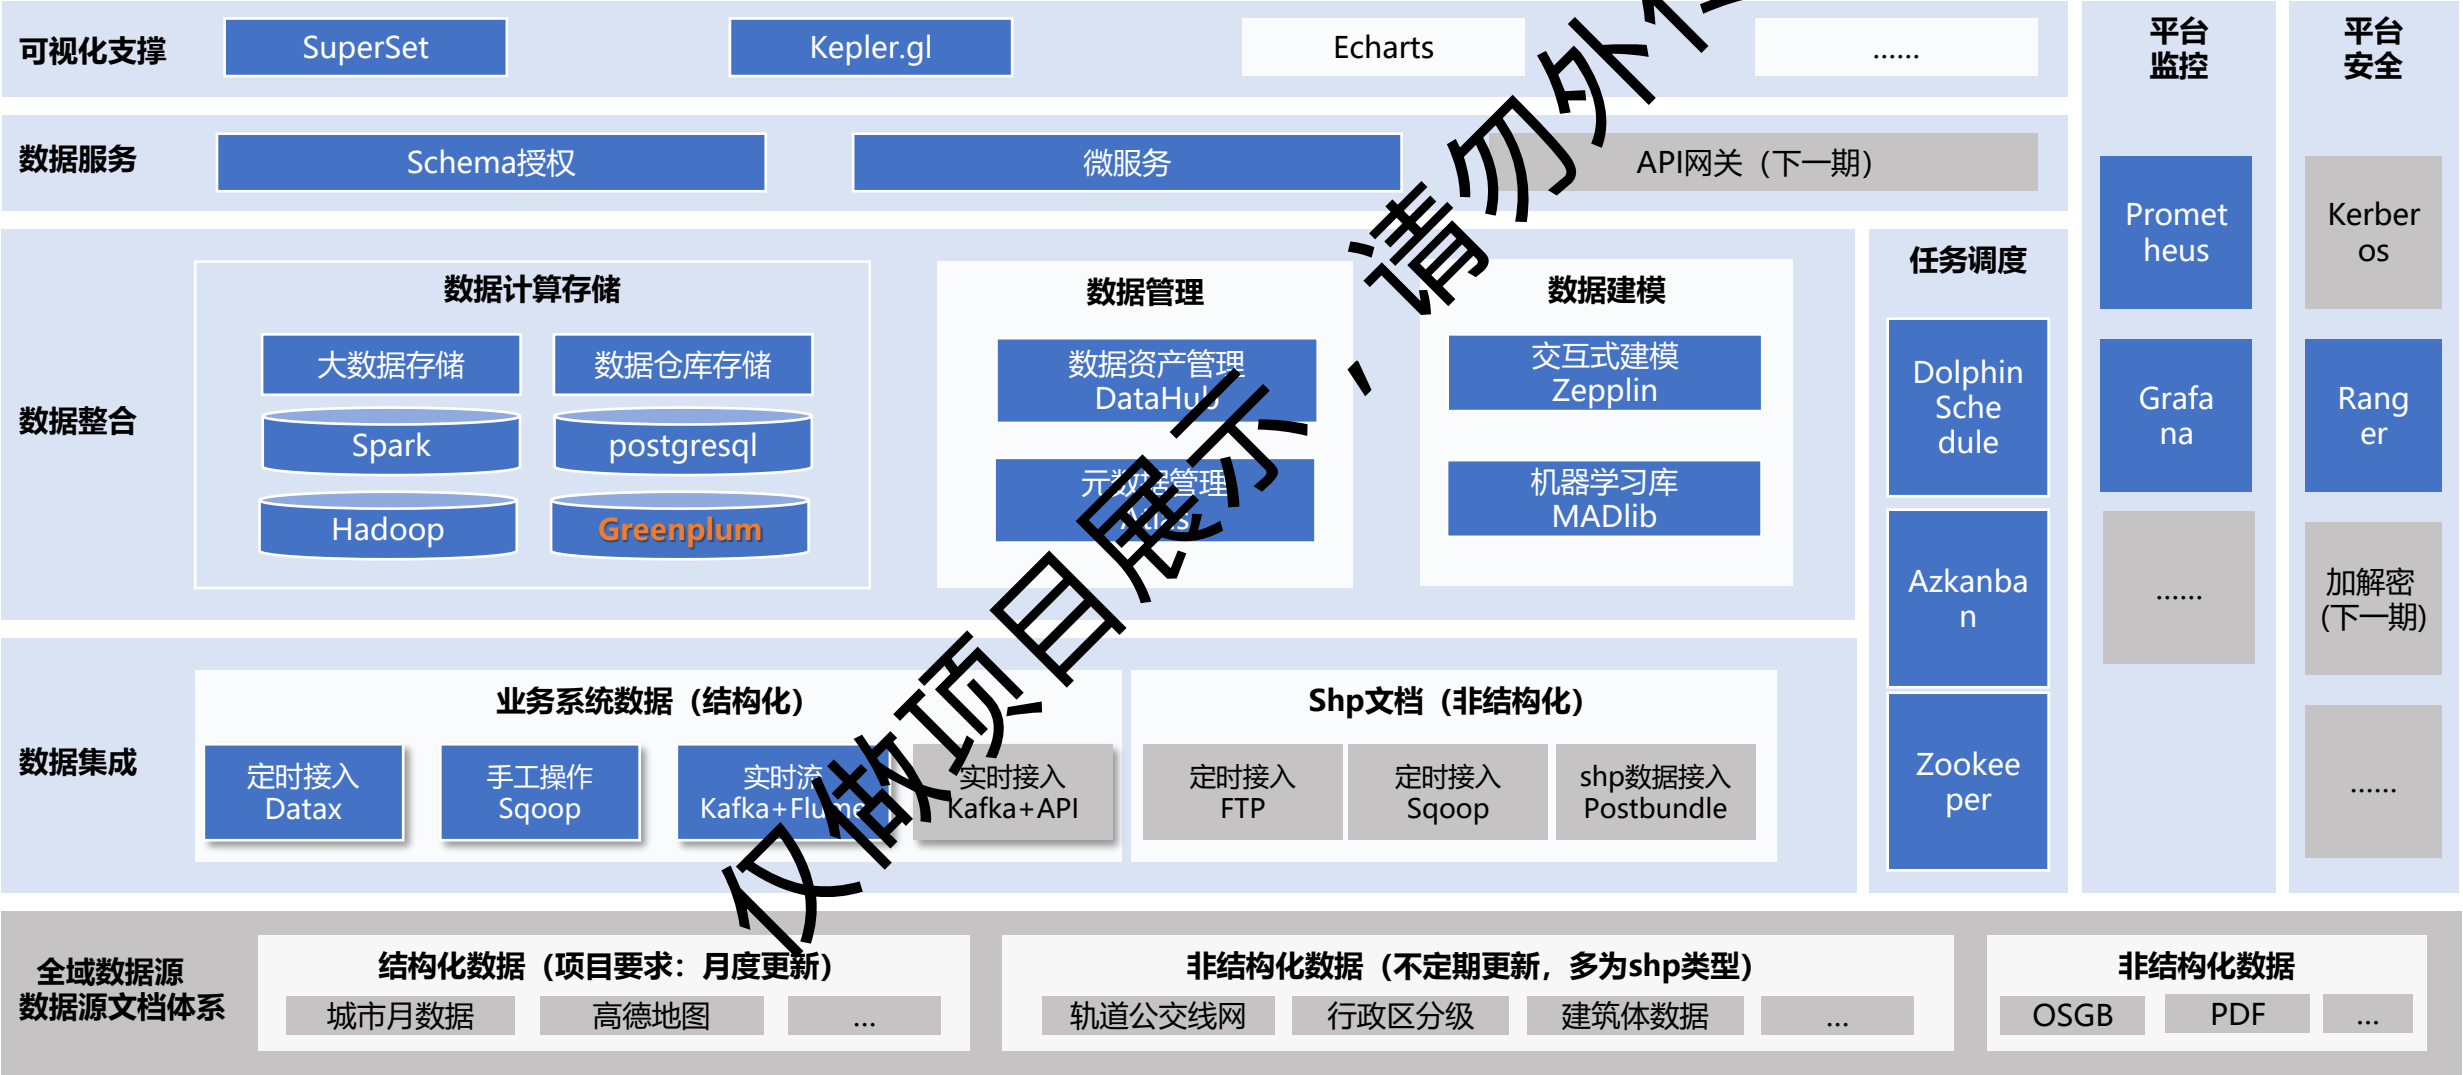 可视化支撑
SuperSet
Kepler.gl
Echarts
......
数据服务
Schema授权
微服务
API网关（下一期）
数据整合
数据计算存储
大数据存储
数据仓库存储
Spark
postgresql
Hadoop
Greenplum
数据管理
数据资产管理
DataHub
元数据管理
Atlas
数据建模
交互式建模
Zepplin
机器学习库
MADlib
任务调度
Dolphin
Sche
dule
Azkanba
n
Zookee
per
平台
监控
Promet
heus
Grafa
na
......
平台
安全
Kerber
os
Rang
er
加解密
(下一期)
......
数据集成
业务系统数据（结构化）
定时接入
Datax
手工操作
Sqoop
实时流
Kafka+Flume
实时接入
Kafka+API
Shp文档（非结构化）
定时接入
FTP
定时接入
Sqoop
shp数据接入
Postbundle
全域数据源
数据源文档体系
结构化数据（项目要求：月度更新）
城市月数据
高德地图
...
非结构化数据（不定期更新，多为shp类型）
轨道公交线网
行政区分级
建筑体数据
...
非结构化数据
OSGB
PDF
...
仅做项目展示、请勿外